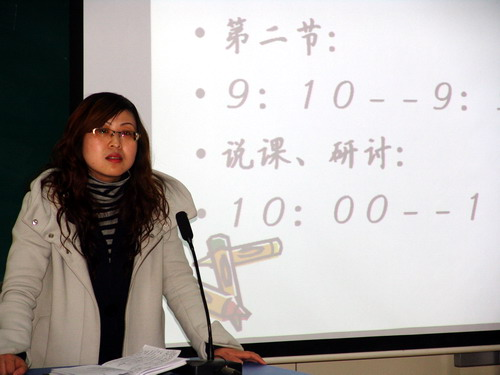 • 第二节：
• 9：10--9：
• 说课、研讨：
• 10：00--1